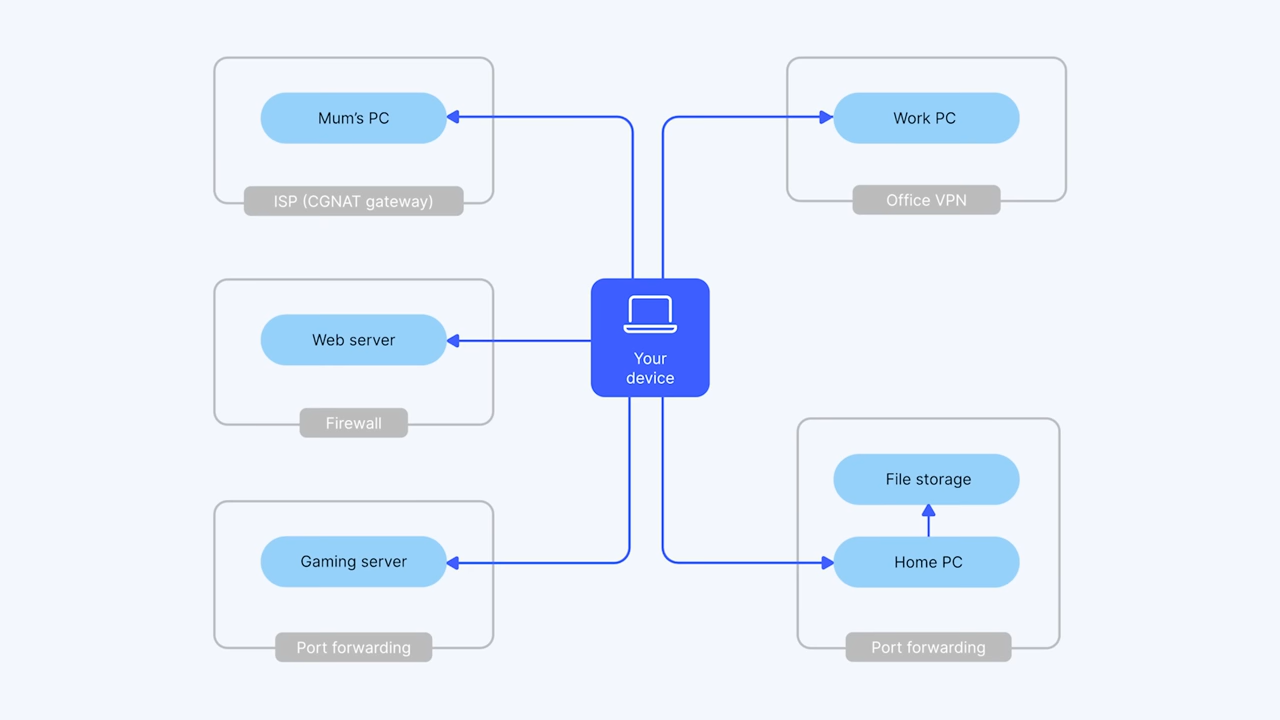 Mum’s PC
ISP (CGNAT gateway)
Work PC
Office VPN
Web server
Firewall
Your
device
Gaming server
Port forwarding
File storage
Home PC
Port forwarding